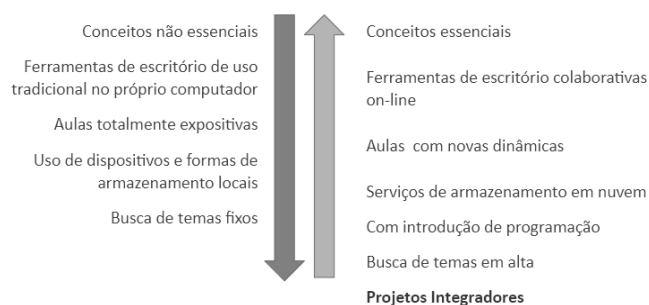 Conceitos não essenciais
Ferramentas de escritório de uso
tradicional no próprio computador
Aulas totalmente expositivas
Uso de dispositivos e formas de
armazenamento locais
Busca de temas fixos
Conceitos essenciais
Ferramentas de escritório colaborativas
on-line
Aulas com novas dinâmicas
Serviços de armazenamento em nuvem
Com introdução de programação
Busca de temas em alta
Projetos Integradores